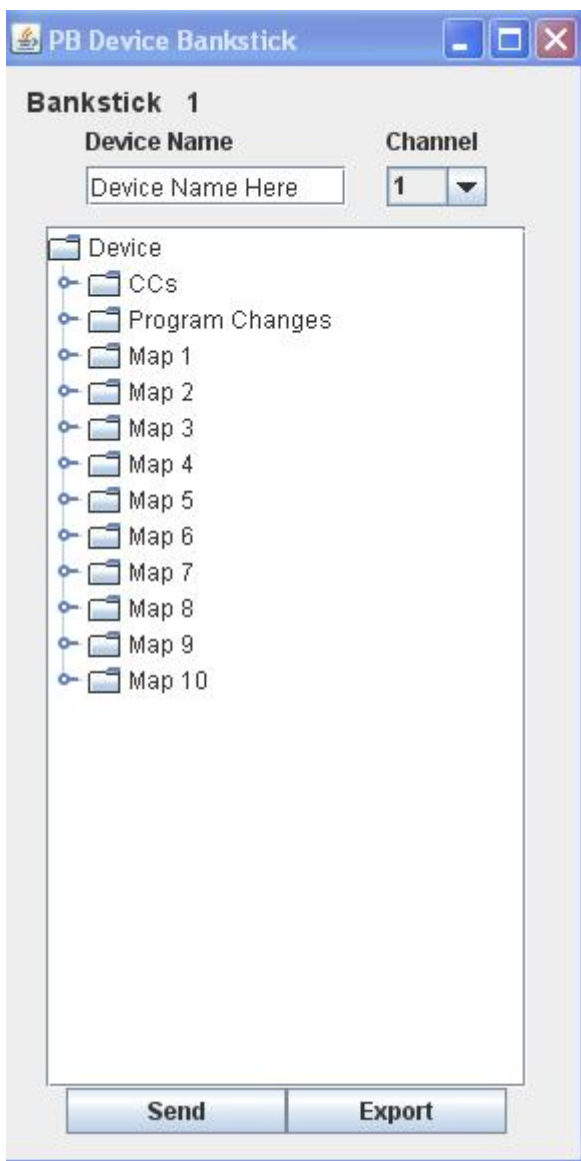 PB Device Bankstick
Bankstick 1
Device Name Channel
Device Name Here 1
Device
CCs
Program Changes
Map 1
Map 2
Map 3
Map 4
Map 5
Map 6
Map 7
Map 8
Map 9
Map 10
Send Export